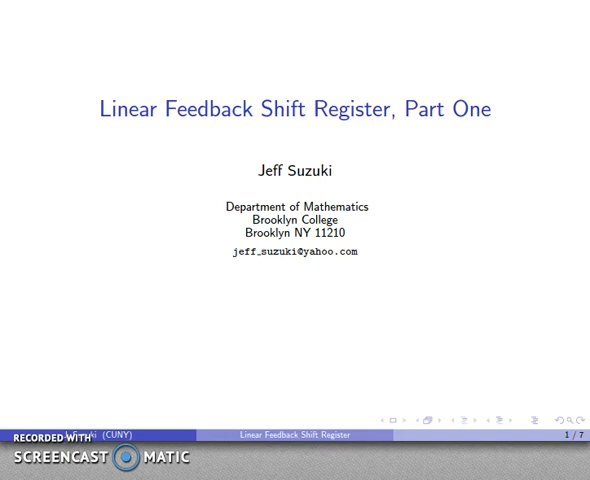 Linear Feedback Shift Register, Part One
Jeff Suzuki
Department of Mathematics
Brooklyn College
Brooklyn NY 11210
jeff_suzuki@yahoo.com
(CUNY)
Linear Feedback Shift Register
1 / 7
RECORDED WITH
SCREENCAST MATIC